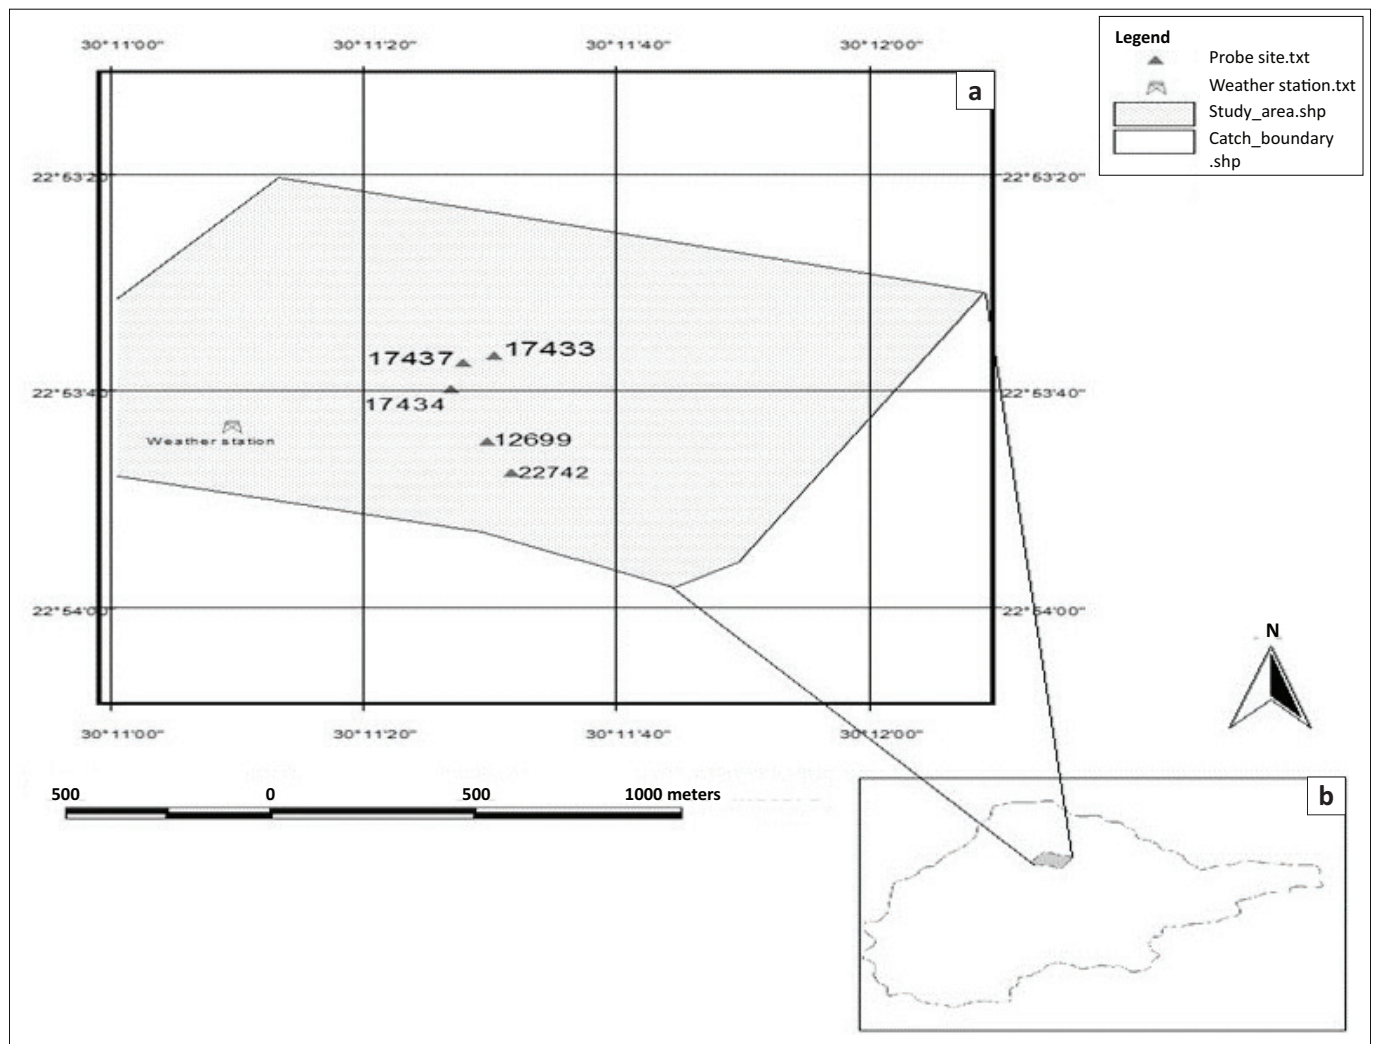 30°11'00" 30°11'20" 30°11'40" 30°12'00"
Legend
Probe site.txt
Weather station.txt
Study_area.shp
Catch_boundary
.shp
a
22°53'20" 22°53'20"
17437 17433
22°53'40" 22°53'40"
17434
Weather station
12699
22742
22°54'00" 22°54'00"
N
30°11'00" 30°11'20" 30°11'40" 30°12'00"
500 0 500 1000 meters
b